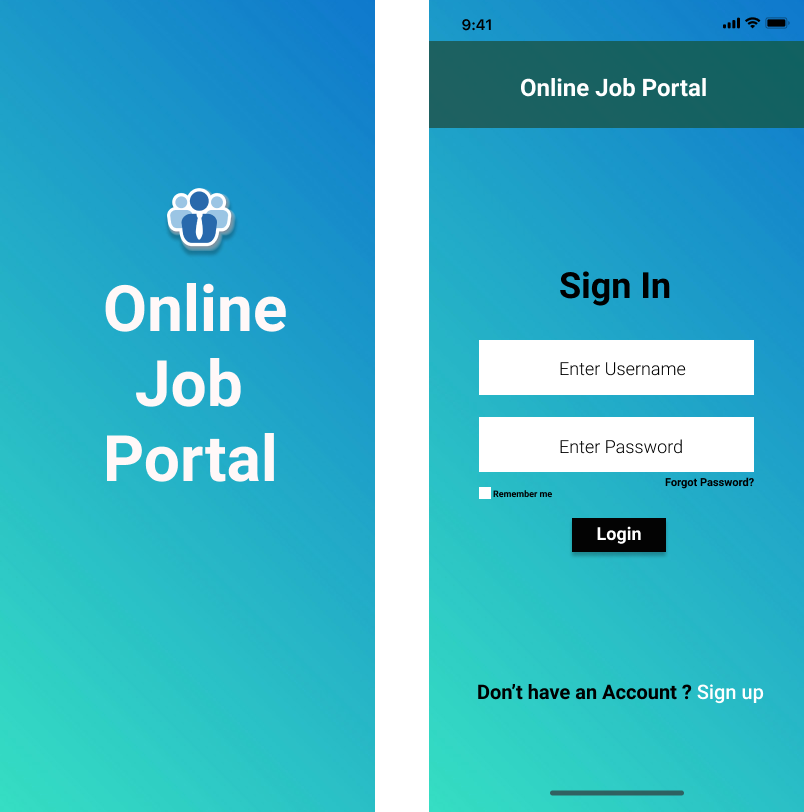 Online
Job
Portal
9:41
Online Job Portal
Sign In
Enter Username
Enter Password
Forgot Password?
Remember me
Login
Don’t have an Account ? Sign up